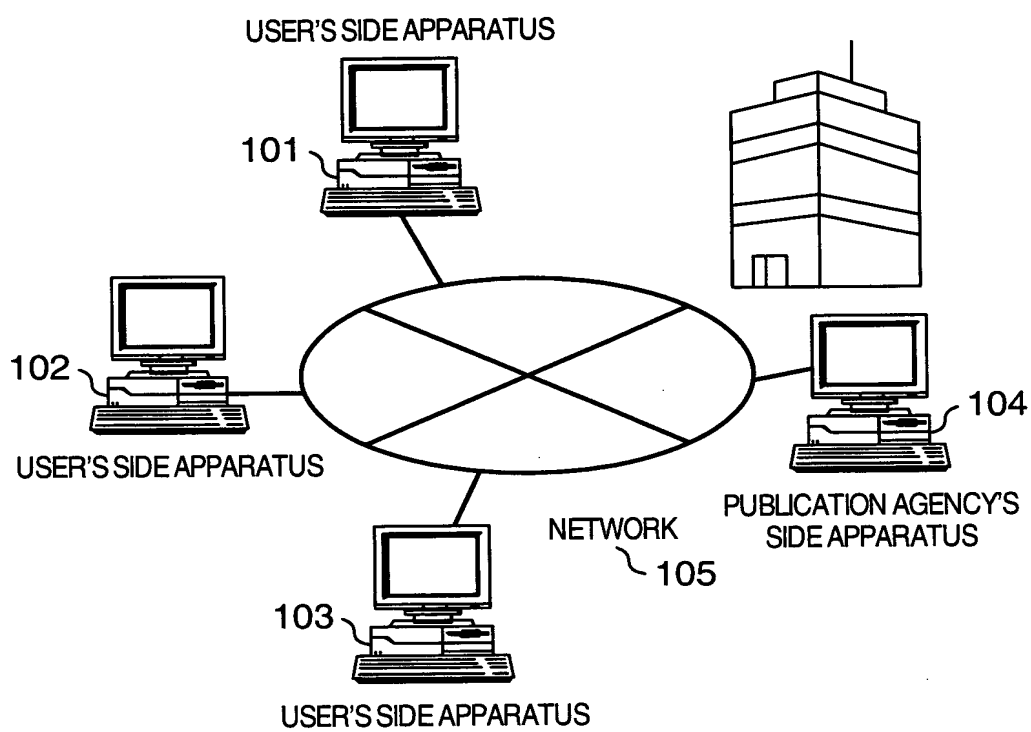 USER'S SIDE APPARATUS
101
102
USER'S SIDE APPARATUS
104
PUBLICATION AGENCY'S
SIDE APPARATUS
NETWORK
105
103
USER'S SIDE APPARATUS